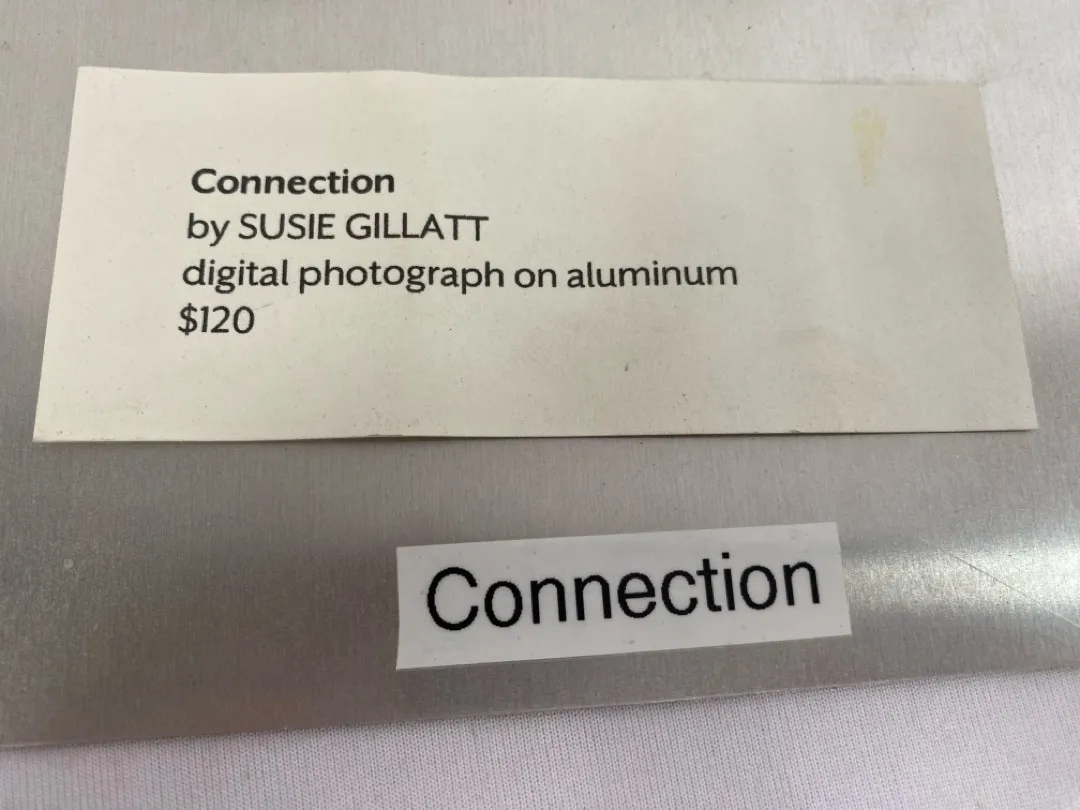 Connection
by SUSIE GILLATT
digital photograph on aluminum
$120
Connection